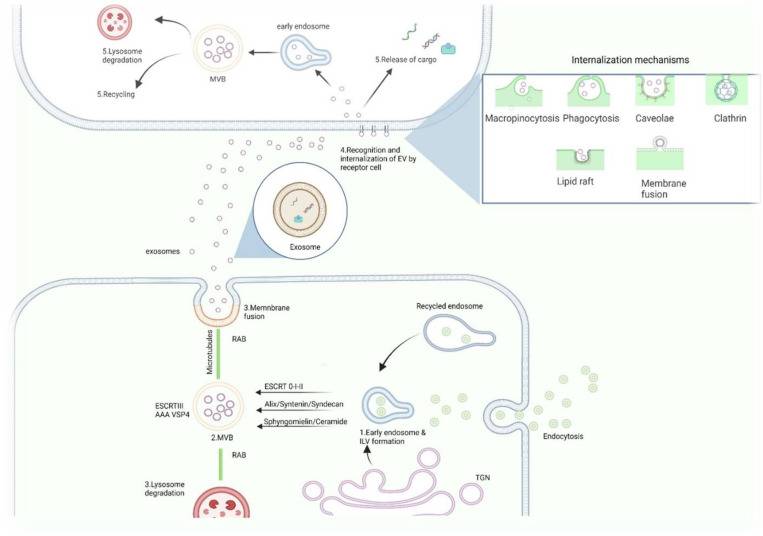 early endosome
5.Lysosome
degradation
MVB
5.Release of cargo
5.Recycling
Internalization mechanisms
Macropinocytosis
Phagocytosis
Caveolae
Clathrin
Lipid raft
Membrane
fusion
4.Recognition and
internalization of EV by
receptor cell
exosomes
Exosome
3.Memnbrane
fusion
Recycled endosome
Microtubules
RAB
ESCRT 0-I-II
ESCRTIII
AAA VSP4
Alix/Syntenin/Syndecan
Sphyngomielin/Ceramide
2.MVB
1.Early endosome &
ILV formation
Endocytosis
RAB
3.Lysosome
degradation
TGN